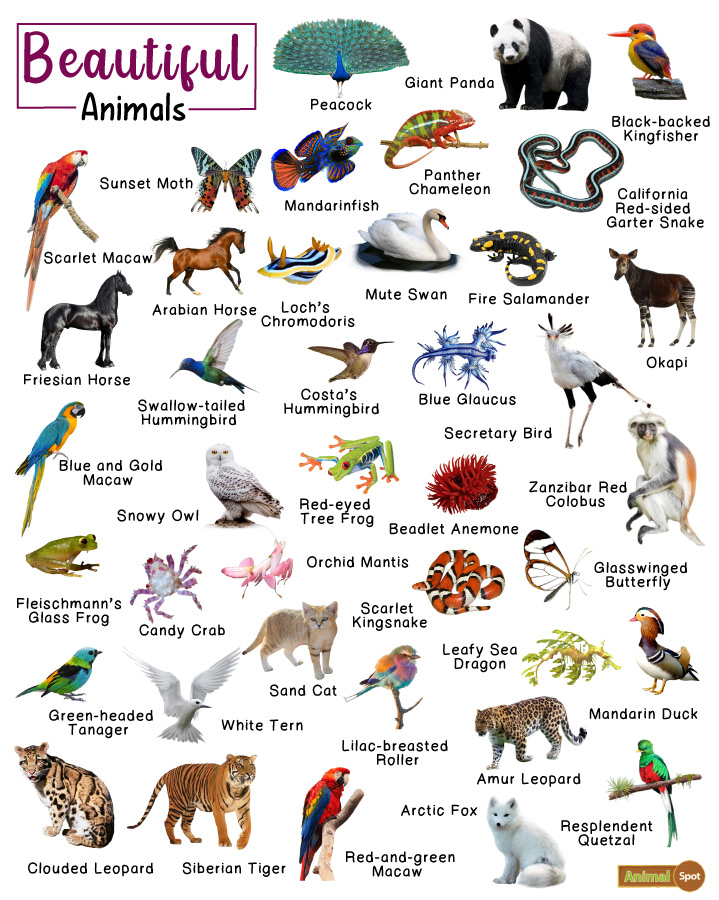 Beautiful
Animals
Peacock
Giant Panda
Black-backed
Kingfisher
Sunset Moth
Mandarinfish
Panther
Chameleon
California
Red-sided
Garter Snake
Scarlet Macaw
Arabian Horse
Loch's
Chromodoris
Mute Swan
Fire Salamander
Okapi
Friesian Horse
Swallow-tailed
Hummingbird
Costa's
Hummingbird
Blue Glaucus
Secretary Bird
Blue and Gold
Macaw
Snowy Owl
Red-eyed
Tree Frog
Beadlet Anemone
Zanzibar Red
Colobus
Fleischmann's
Glass Frog
Candy Crab
Orchid Mantis
Scarlet
Kingsnake
Glasswinged
Butterfly
Sand Cat
Leafy Sea
Dragon
Mandarin Duck
Green-headed
Tanager
White Tern
Lilac-breasted
Roller
Amur Leopard
Clouded Leopard
Siberian Tiger
Red-and-green
Macaw
Arctic Fox
Resplendent
Quetzal
Animal Spot